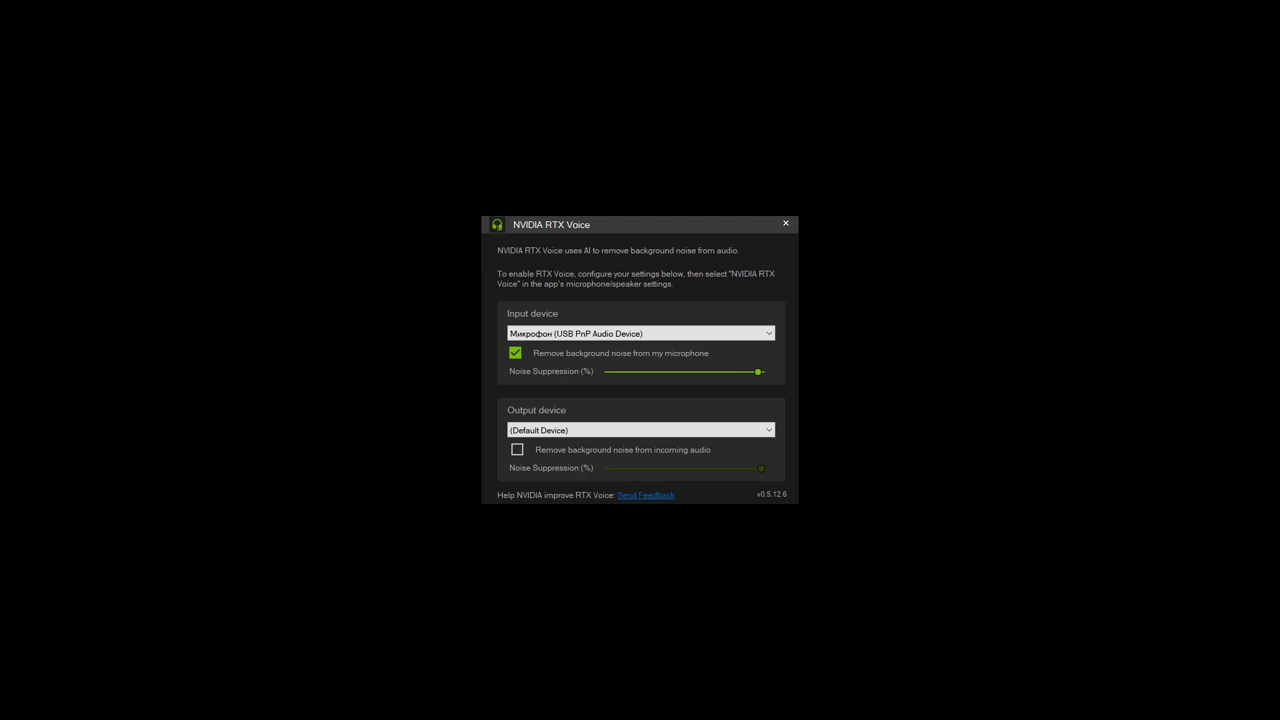 NVIDIA RTX Voice
NVIDIA RTX Voice uses AI to remove background noise from audio.
To enable RTX Voice, configure your settings below, then select "NVIDIA RTX
Voice" in the app's microphone/speaker settings.
Input device
Микрофон (USB PnP Audio Device)
Remove background noise from my microphone
Noise Suppression (%)
Output device
(Default Device)
Remove background noise from incoming audio
Noise Suppression (%)
Help NVIDIA improve RTX Voice: Send Feedback
v0.5.12.6